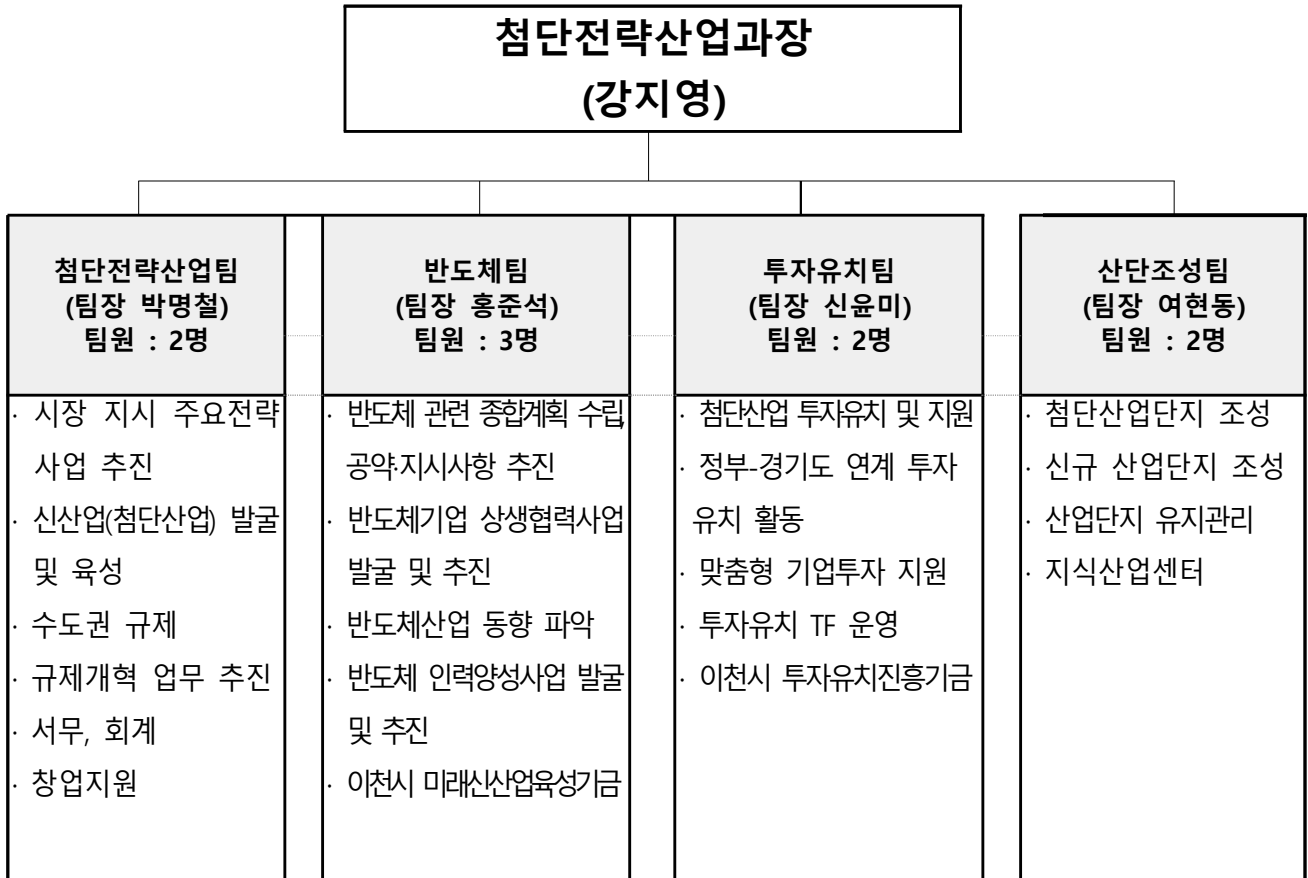 첨단전략산업과장
(강지영)
첨단전략산업팀
(팀장 박명철)
팀원 : 2명
· 시장 지시 주요전략
사업 추진
· 신산업(첨단산업) 발굴
및 육성
· 수도권 규제
· 규제개혁 업무 추진
· 서무, 회계
· 창업지원
반도체팀
(팀장 홍준석)
팀원 : 3명
· 반도체 관련 종합계획 수립,
공약·지시사항 추진
· 반도체기업 상생협력사업
발굴 및 추진
· 반도체산업 동향 파악
· 반도체 인력양성사업 발굴
및 추진
· 이천시 미래신산업육성기금
투자유치팀
(팀장 신윤미)
팀원 : 2명
· 첨단산업 투자유치 및 지원
· 정부-경기도 연계 투자
유치 활동
· 맞춤형 기업투자 지원
· 투자유치 TF 운영
· 이천시 투자유치진흥기금
산단조성팀
(팀장 여현동)
팀원 : 2명
· 첨단산업단지 조성
· 신규 산업단지 조성
· 산업단지 유지관리
· 지식산업센터